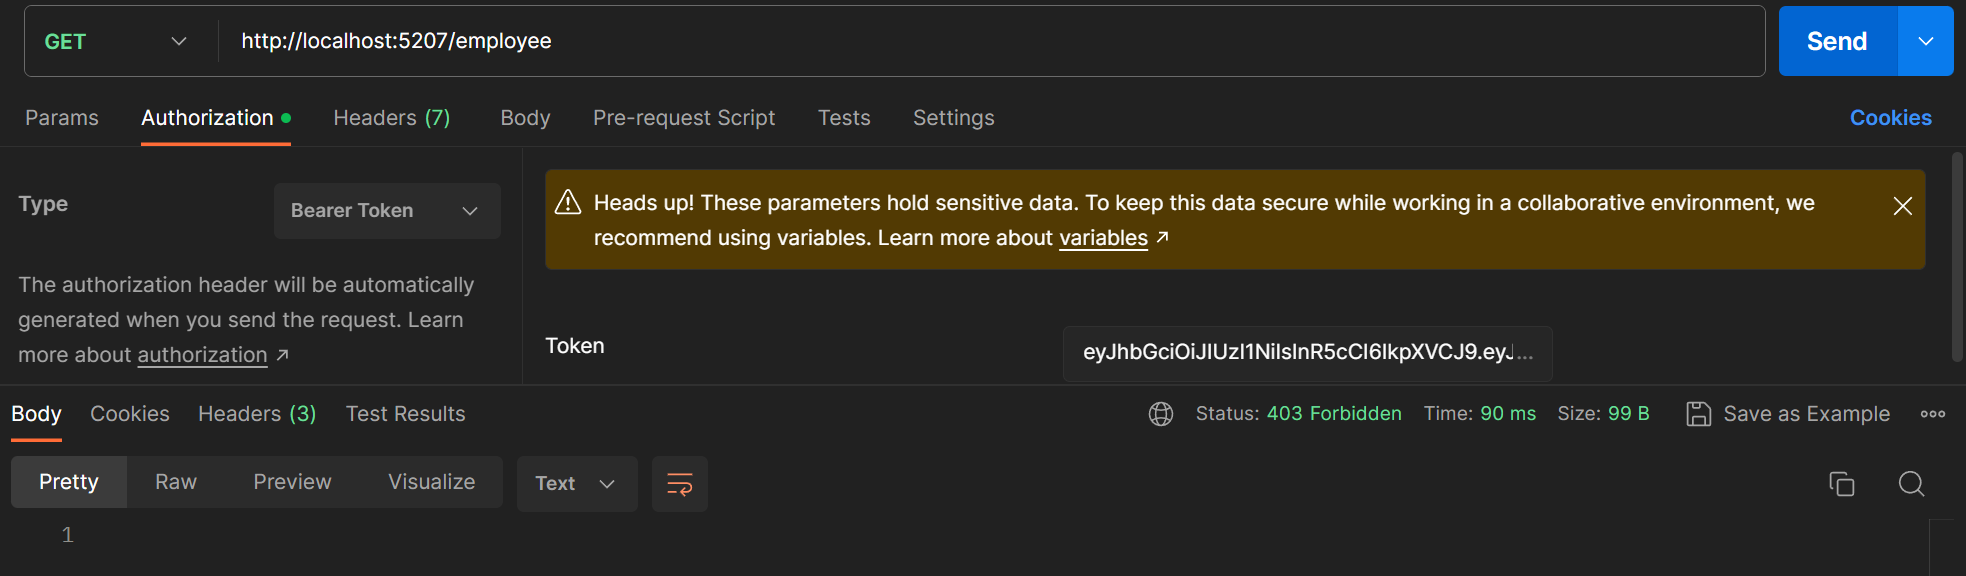 GET http://localhost:5207/employee Send
Params Authorization Headers (7) Body Pre-request Script Tests Settings Cookies
Type Bearer Token
The authorization header will be automatically
generated when you send the request. Learn
more about authorization ↗
Heads up! These parameters hold sensitive data. To keep this data secure while working in a collaborative environment, we
recommend using variables. Learn more about variables ↗
Token eyJhbGciOiJIUzI1NiIsInR5cCI6IkpXVCJ9.eyJ...
Body Cookies Headers (3) Test Results Status: 403 Forbidden Time: 90 ms Size: 99 B Save as Example
Pretty Raw Preview Visualize Text
1